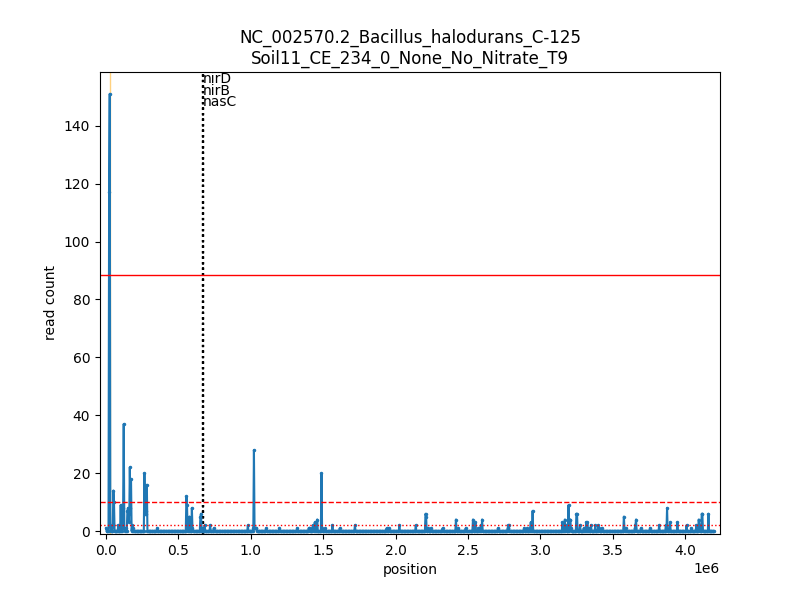 NC_002570.2_Bacillus_halodurans_C-125
Soil11_CE_234_0_None_No_Nitrate_T9
nirD
nirB
nasC
140
120
100
80
60
40
20
0
read count
0.0 0.5 1.0 1.5 2.0 2.5 3.0 3.5 4.0
1e6
position